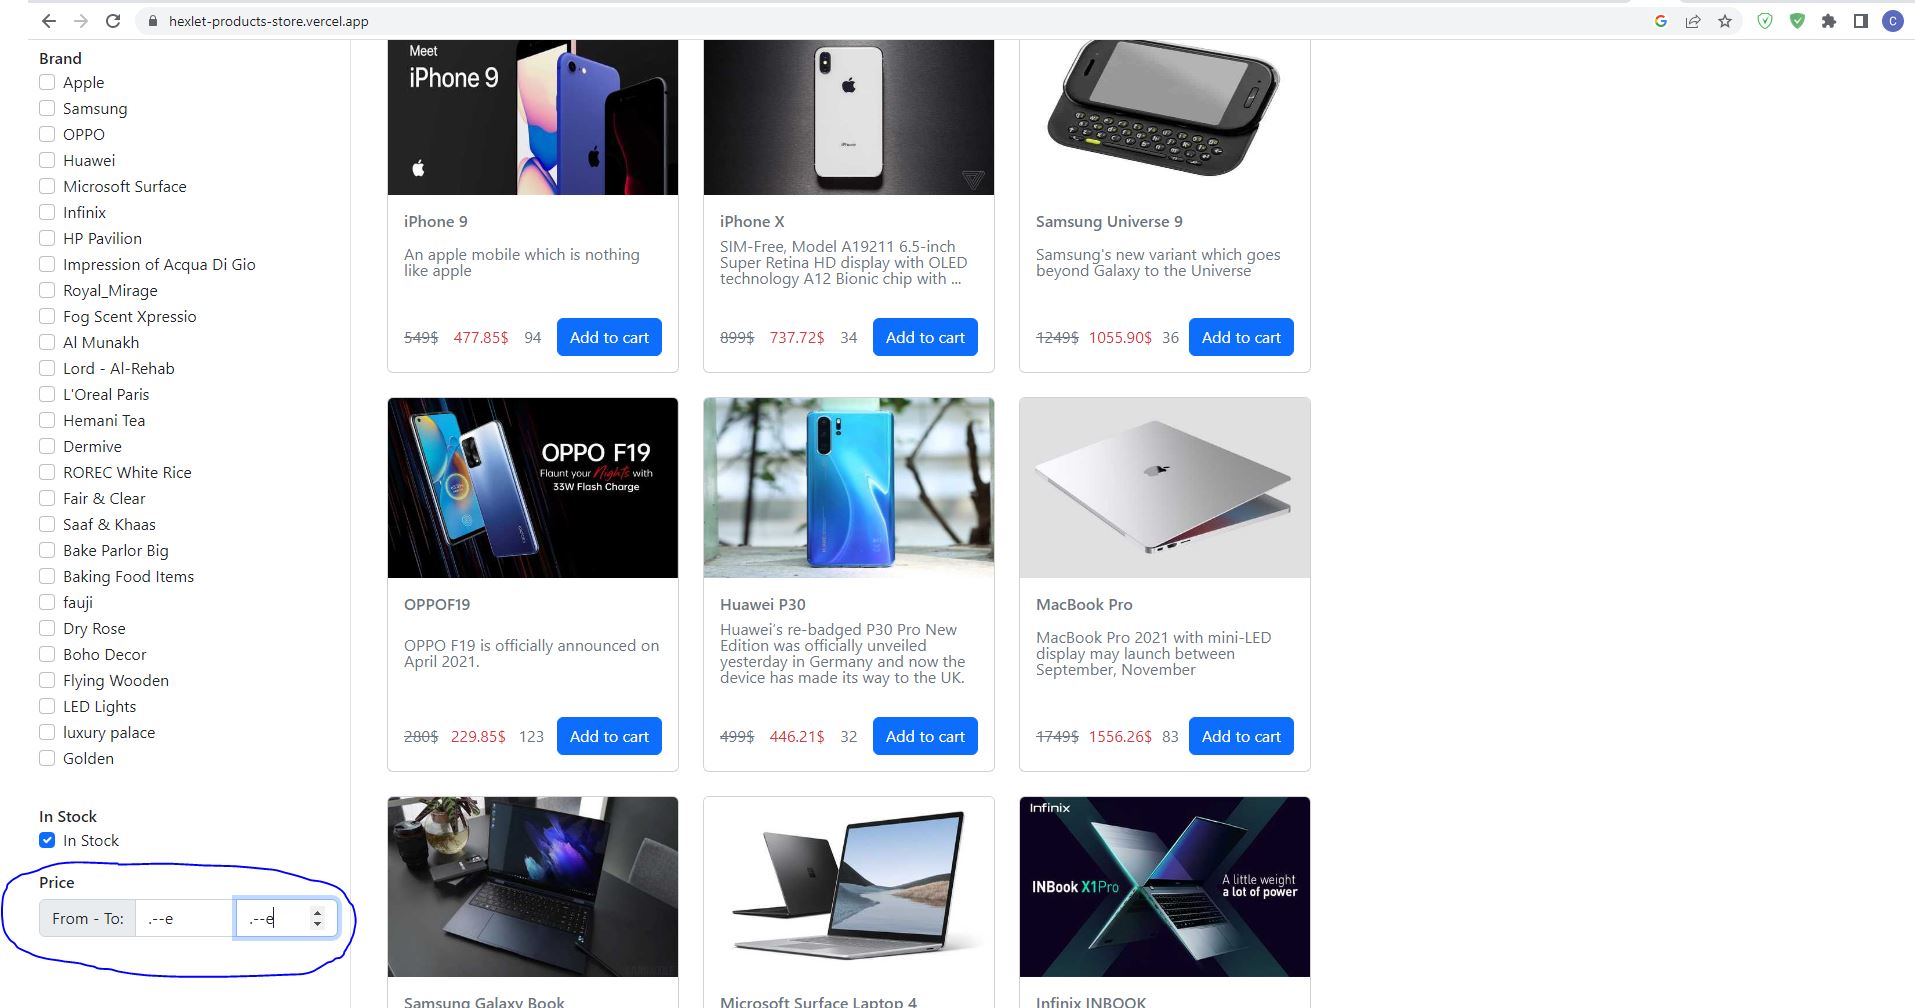 hexlet-products-store.vercel.app
C
Brand
Apple
Samsung
OPPO
Huawei
Microsoft Surface
Infinix
HP Pavilion
Impression of Acqua Di Gio
Royal_Mirage
Fog Scent Xpressio
Al Munakh
Lord - Al-Rehab
L'Oreal Paris
Hemani Tea
Dermive
ROREC White Rice
Fair & Clear
Saaf & Khaas
Bake Parlor Big
Baking Food Items
fauji
Dry Rose
Boho Decor
Flying Wooden
LED Lights
luxury palace
Golden
In Stock
In Stock
Price
From - To:
.--e
.--e
Meet
iPhone 9
iPhone 9
An apple mobile which is nothing
like apple
549$ 477.85$ 94 Add to cart
iPhone
iPhone X
SIM-Free, Model A19211 6.5-inch
Super Retina HD display with OLED
technology A12 Bionic chip with ...
899$ 737.72$ 34 Add to cart
Samsung Universe 9
Samsung's new variant which goes
beyond Galaxy to the Universe
1249$ 1055.90$ 36 Add to cart
OPPO F19
Flaunt your Nights with
33W Flash Charge
OPPOF19
OPPO F19 is officially announced on
April 2021.
280$ 229.85$ 123 Add to cart
Huawei P30
Huawei’s re-badged P30 Pro New
Edition was officially unveiled
yesterday in Germany and now the
device has made its way to the UK.
499$ 446.21$ 32 Add to cart
MacBook Pro
MacBook Pro 2021 with mini-LED
display may launch between
September, November
1749$ 1556.26$ 83 Add to cart
Samsung Galaxy Book
Microsoft Surface Laptop 4
Infinix
INBook X1Pro
A little weight
a lot of power
Infinix INBOOK